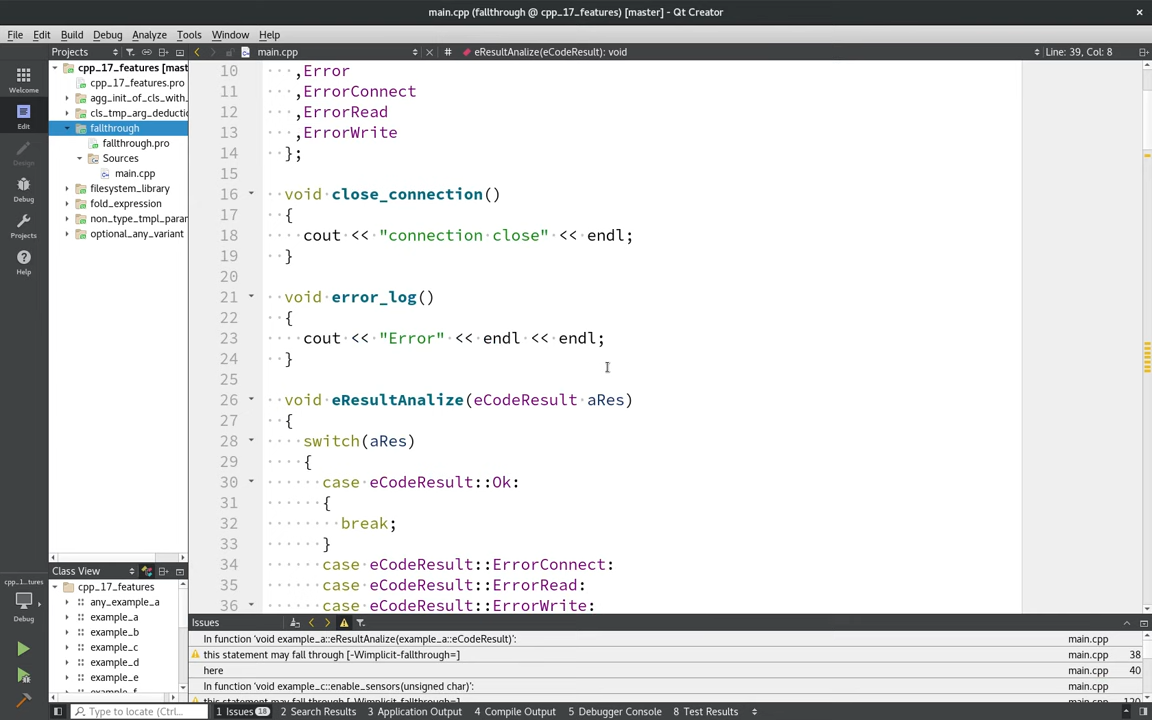 main.cpp (fallthrough @ cpp_17_features) [master] - Qt Creator
File Edit Build Debug Analyze Tools Window Help
Projects main.cpp # eResultAnalize(eCodeResult): void Line: 39, Col: 8
Welcome
Edit
Design
Debug
Projects
Help
cpp_17_features [mast
cpp_17_features.pro
agg_init_of_cls_with_
cls_tmp_arg_deductic
fallthrough
fallthrough.pro
Sources
main.cpp
filesystem_library
fold_expression
non_type_tmpl_parar
optional_any_variant
10 ,Error
11 ,ErrorConnect
12 ,ErrorRead
13 ,ErrorWrite
14 };
15
16 void close_connection()
17 {
18 cout << "connection close" << endl;
19 }
20
21 void error_log()
22 {
23 cout << "Error" << endl << endl;
24 }
25
26 void eResultAnalize(eCodeResult aRes)
27 {
28 switch(aRes)
29 {
30 case eCodeResult::Ok:
31 {
32 break;
33 }
34 case eCodeResult::ErrorConnect:
35 case eCodeResult::ErrorRead:
36 case eCodeResult::ErrorWrite:
Class View
cpp_17_features
any_example_a
example_a
example_b
example_c
example_d
example_e
example_f
cpp_1...tures
Debug
Issues
In function 'void example_a::eResultAnalize(example_a::eCodeResult)': main.cpp
this statement may fall through [-Wimplicit-fallthrough=] main.cpp 38
here main.cpp 40
In function 'void example_c::enable_sensors(unsigned char)': main.cpp
this statement may fall through [-Wimplicit-fallthrough=] main.cpp 120
Type to locate (Ctrl... 1 Issues 18 2 Search Results 3 Application Output 4 Compile Output 5 Debugger Console 8 Test Results